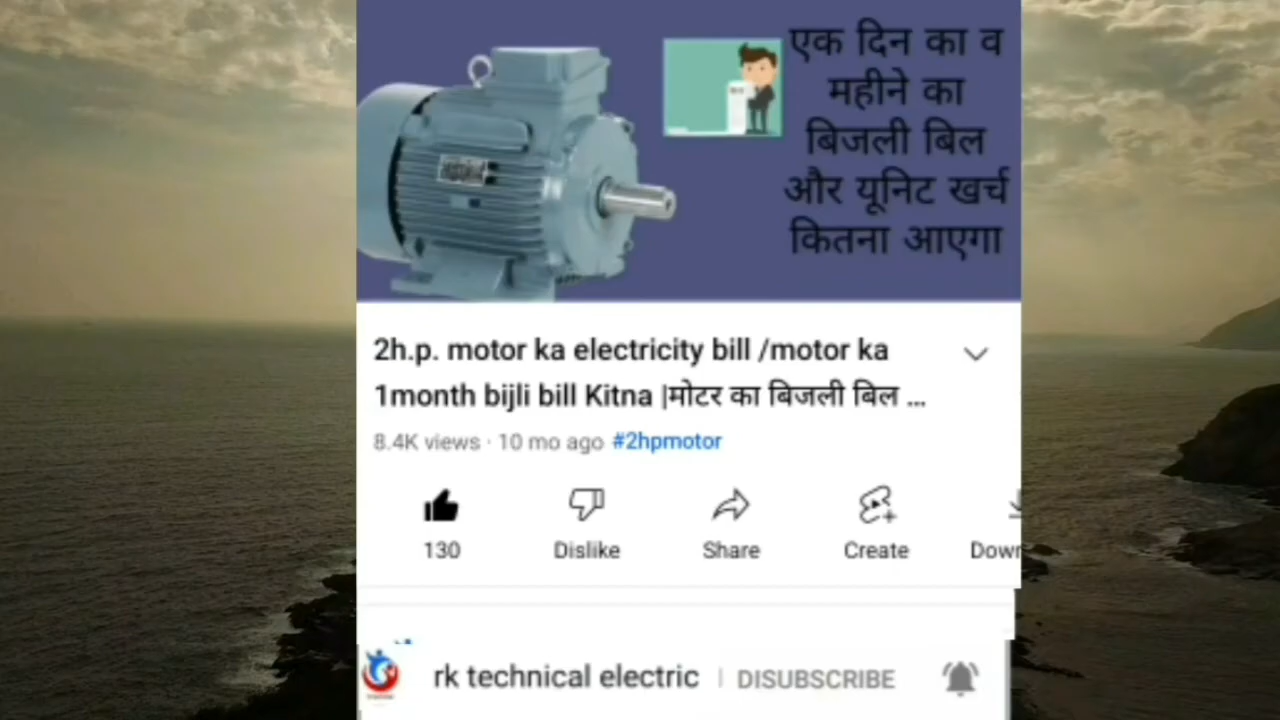 एक दिन का व
महीने का
बिजली बिल
और यूनिट खर्च
कितना आएगा
2h.p. motor ka electricity bill /motor ka
1month bijli bill Kitna |मोटर का बिजली बिल ...
8.4K views · 10 mo ago #2hpmotor
130 Dislike Share Create Down
rk technical electric | DISUBSCRIBE